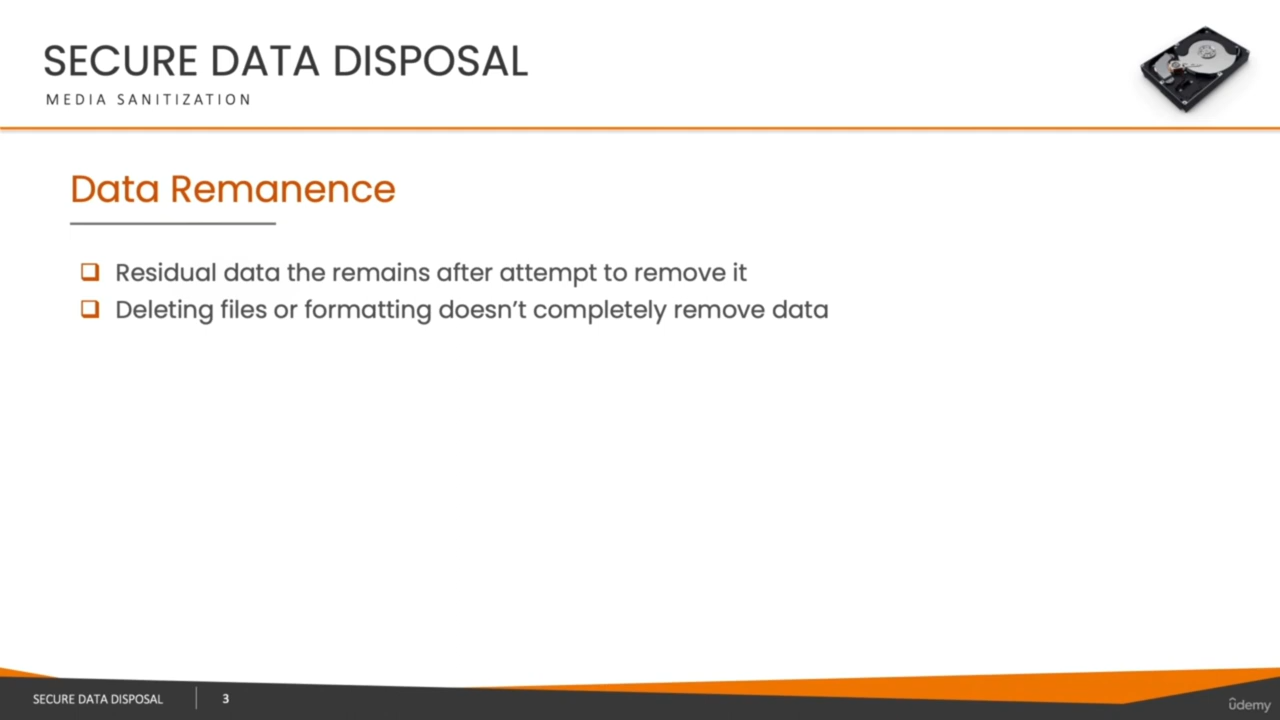 SECURE DATA DISPOSAL
MEDIA SANITIZATION
Data Remanence
Residual data the remains after attempt to remove it
Deleting files or formatting doesn’t completely remove data
SECURE DATA DISPOSAL
3
ûdemy